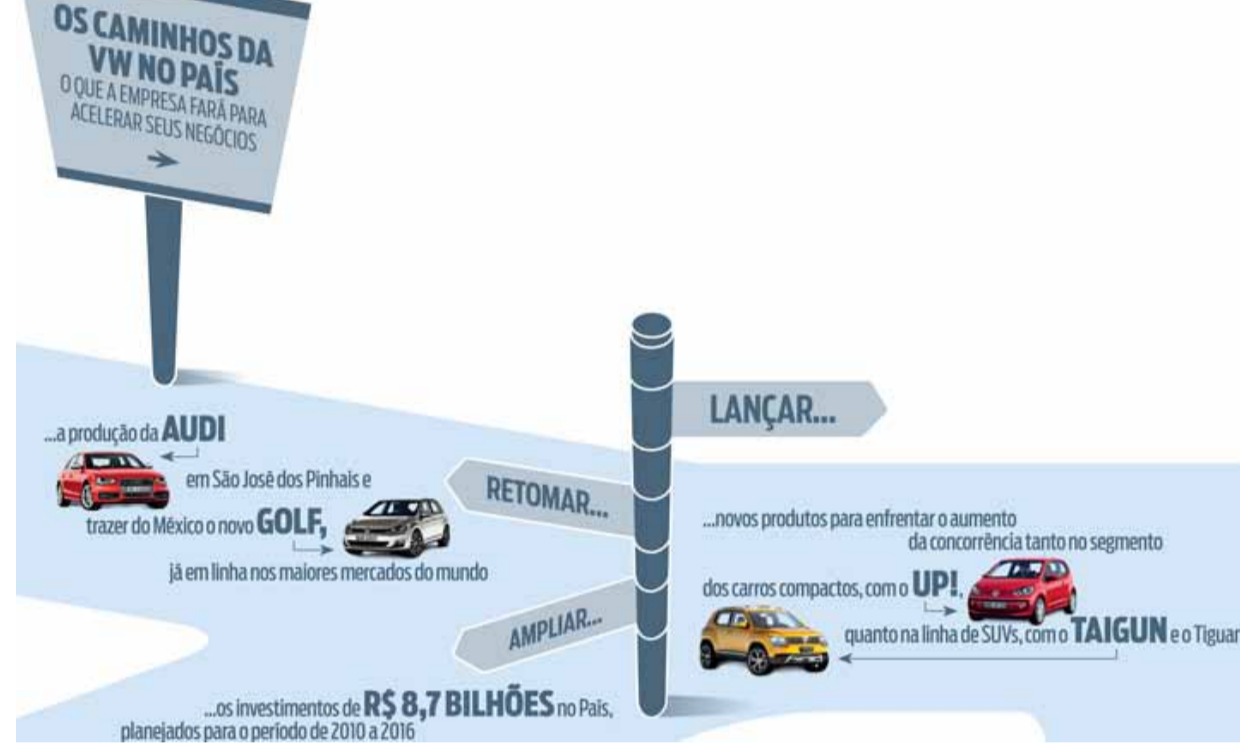 OS CAMINHOS DA
VW NO PAÍS
O QUE A EMPRESA FARÁ PARA
ACELERAR SEUS NEGÓCIOS
LANÇAR...
...novos produtos para enfrentar o aumento
da concorrência tanto no segmento
dos carros compactos, com o UP!,
quanto na linha de SUVs, com o TAIGUN e o Tiguan
RETOMAR...
...a produção da AUDI
em São José dos Pinhais e
trazer do México o novo GOLF,
já em linha nos maiores mercados do mundo
AMPLIAR...
...os investimentos de R$ 8,7 BILHÕES no País,
planejados para o período de 2010 a 2016